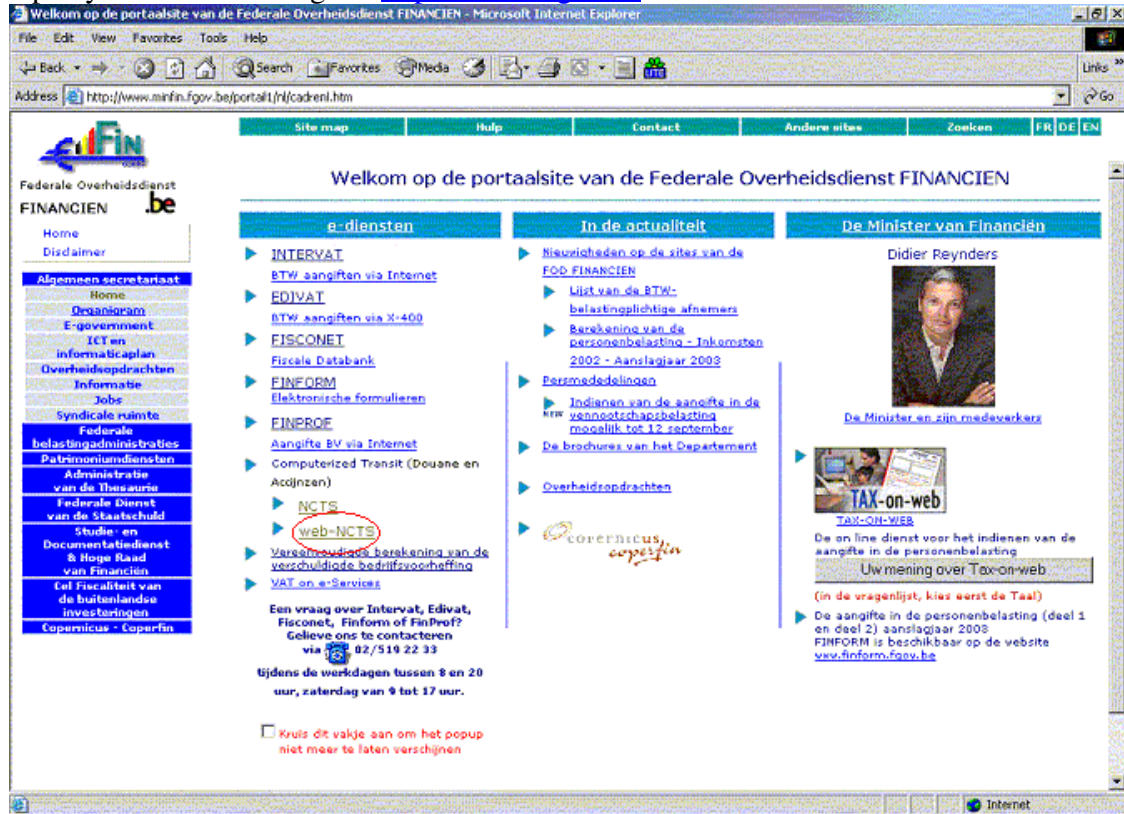 Welkom op de portaalsite van de Federale Overheidsdienst FINANCIEN - Microsoft Internet Explorer
File Edit View Favorites Tools Help
Back Search Favorites Media Links
Address http://www.minfin.fgov.be/portail1/nl/cadrenl.htm Go
Site map Hulp Contact Andere sites Zoeken FR DE EN
Fin
Federale Overheidsdienst
FINANCIEN .be
Home
Disclaimer
Algemeen secretariaat
Home
Organigram
E-government
ICT en
informaticaplan
Overheidsopdrachten
Informatie
Jobs
Syndicale ruimte
Federale
belastingadministraties
Patrimoniumdiensten
Administratie
van de Thesaurie
Federale Dienst
van de Staatschuld
Studie- en
Documentatiedienst
& Hoge Raad
van Financiën
Cel Fiscaliteit van
de buitenlandse
investeringen
Copernicus - Coperfin
Welkom op de portaalsite van de Federale Overheidsdienst FINANCIEN
e-diensten
INTERVAT
BTW aangiften via Internet
EDIVAT
BTW aangiften via X-400
FISCONET
Fiscale Databank
FINFORM
Elektronische formulieren
FINPROF
Aangifte BV via Internet
Computerized Transit (Douane en
Accijnzen)
NCTS
web-NCTS
Vereenvoudigde berekening van de
verschuldigde bedrijfsvoorheffing
VAT on e-Services
Een vraag over Intervat, Edivat,
Fisconet, Finform of FinProf?
Gelieve ons te contacteren
via 02/519 22 33
tijdens de werkdagen tussen 8 en 20
uur, zaterdag van 9 tot 17 uur.
Kruis dit vakje aan om het popup
niet meer te laten verschijnen
In de actualiteit
Nieuwigheden op de sites van de
FOD FINANCIEN
Lijst van de BTW-
belastingplichtige afnemers
Berekening van de
personenbelasting - Inkomsten
2002 - Aanslagjaar 2003
Persmededelingen
Indienen van de aangifte in de
NEW vennootschapsbelasting
mogelijk tot 12 september
De brochures van het Departement
Overheidsopdrachten
Copernicus
coperfin
De Minister van Financiën
Didier Reynders
De Minister en zijn medewerkers
TAX-on-web
TAX-ON-WEB
De on line dienst voor het indienen van de
aangifte in de personenbelasting
Uw mening over Tax-on-web
(in de vragenlijst, kies eerst de Taal)
De aangifte in de personenbelasting (deel 1
en deel 2) aanslagjaar 2003
FINFORM is beschikbaar op de website
www.finform.fgov.be
Internet